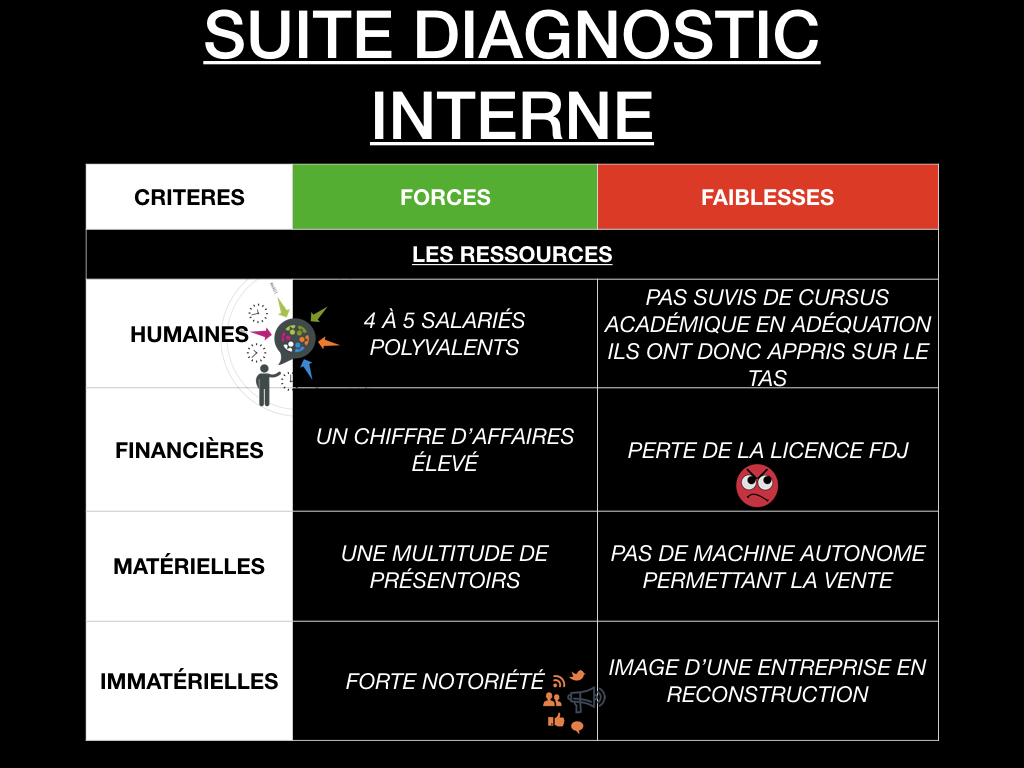 SUITE DIAGNOSTIC
INTERNE
CRITERES
FORCES
FAIBLESSES
LES RESSOURCES
HUMAINES
4 À 5 SALARIÉS
POLYVALENTS
PAS SUVIS DE CURSUS
ACADÉMIQUE EN ADÉQUATION
ILS ONT DONC APPRIS SUR LE
TAS
FINANCIÈRES
UN CHIFFRE D’AFFAIRES
ÉLEVÉ
PERTE DE LA LICENCE FDJ
MATÉRIELLES
UNE MULTITUDE DE
PRÉSENTOIRS
PAS DE MACHINE AUTONOME
PERMETTANT LA VENTE
IMMATÉRIELLES
FORTE NOTORIÉTÉ
IMAGE D’UNE ENTREPRISE EN
RECONSTRUCTION